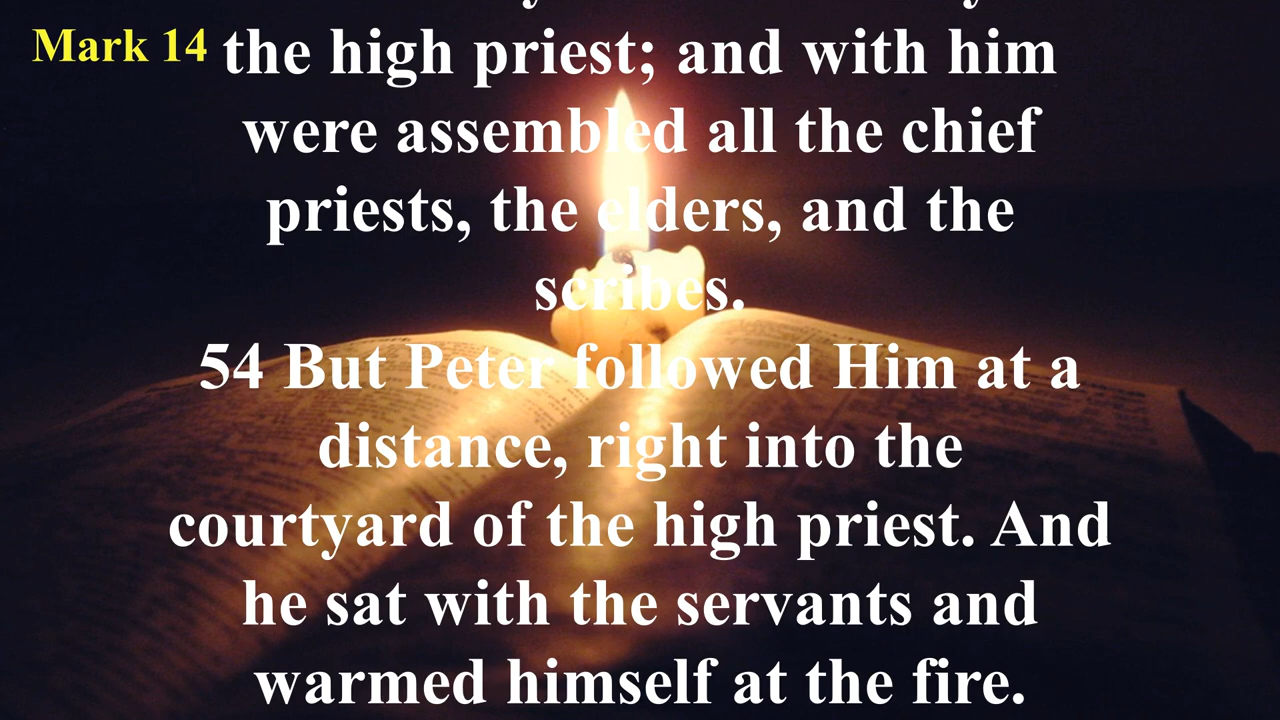 Mark 14
the high priest; and with him
were assembled all the chief
priests, the elders, and the
scribes.
54 But Peter followed Him at a
distance, right into the
courtyard of the high priest. And
he sat with the servants and
warmed himself at the fire.